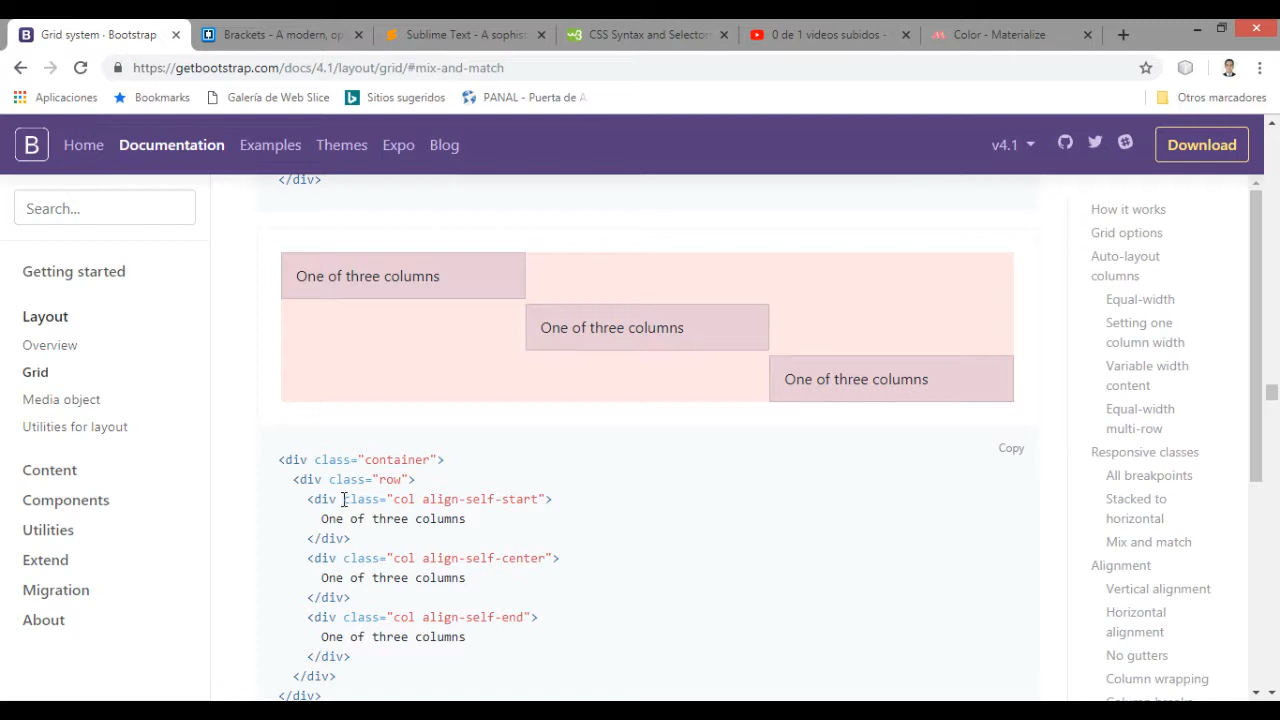 Grid system · Bootstrap
Brackets - A modern, op
Sublime Text - A sophist
CSS Syntax and Selector
0 de 1 videos subidos -
Color - Materialize
https://getbootstrap.com/docs/4.1/layout/grid/#mix-and-match
Aplicaciones
Bookmarks
Galería de Web Slice
Sitios sugeridos
PANAL - Puerta de A
Otros marcadores
B
Home
Documentation
Examples
Themes
Expo
Blog
v4.1
Download
Search...
Getting started
Layout
Overview
Grid
Media object
Utilities for layout
Content
Components
Utilities
Extend
Migration
About
</div>
One of three columns
One of three columns
One of three columns
Copy
<div class="container">
<div class="row">
<div class="col align-self-start">
One of three columns
</div>
<div class="col align-self-center">
One of three columns
</div>
<div class="col align-self-end">
One of three columns
</div>
</div>
</div>
How it works
Grid options
Auto-layout
columns
Equal-width
Setting one
column width
Variable width
content
Equal-width
multi-row
Responsive classes
All breakpoints
Stacked to
horizontal
Mix and match
Alignment
Vertical alignment
Horizontal
alignment
No gutters
Column wrapping
Column breaks